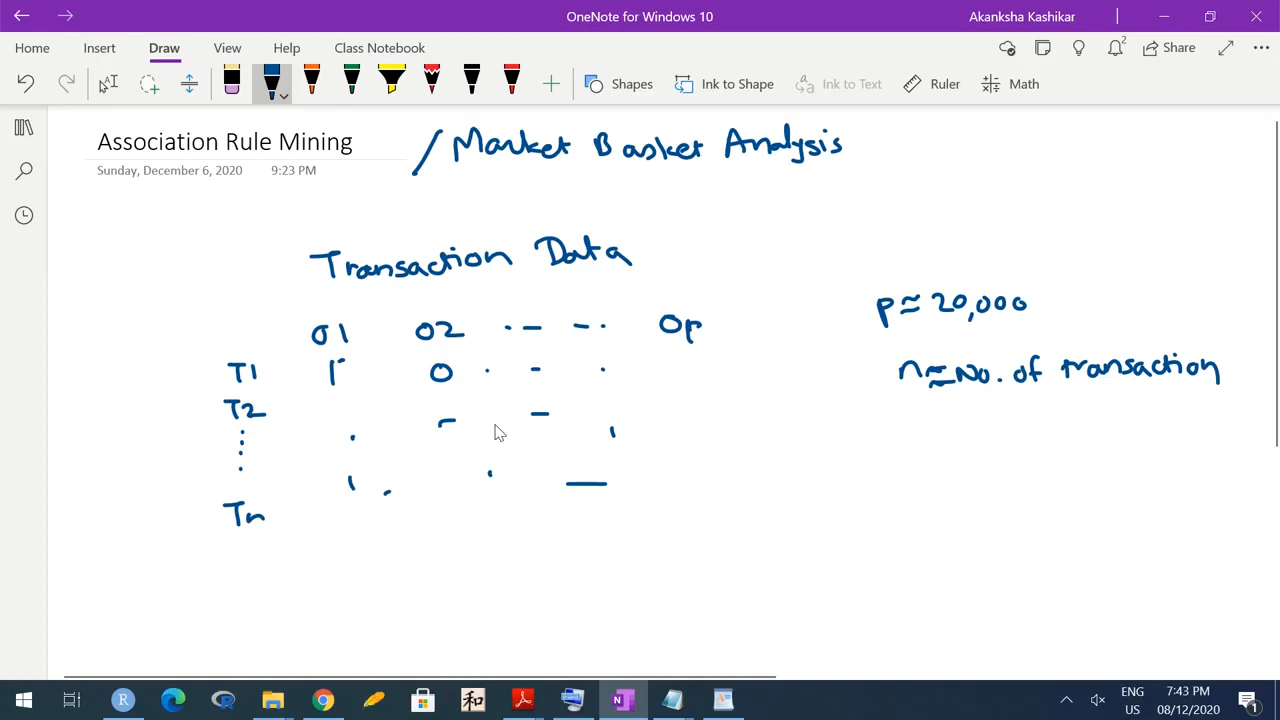 OneNote for Windows 10
Akanksha Kashikar
Home Insert Draw View Help Class Notebook
2
Share
Shapes Ink to Shape Ink to Text Ruler Math
Association Rule Mining / Market Basket Analysis
Sunday, December 6, 2020 9:23 PM
Transaction Data
O1 O2 . - - . Op
T1 1 0 . - .
T2
Tn
p ≈ 20,000
n ≈ No. of transaction
ENG 7:43 PM
US 08/12/2020
1